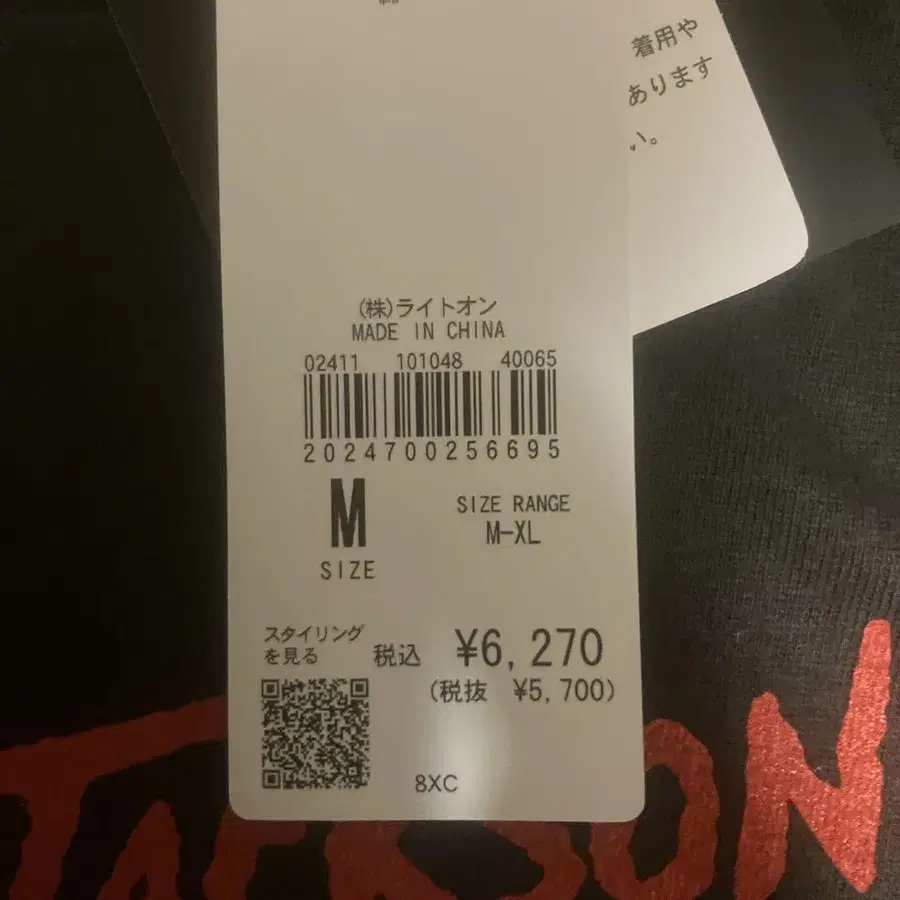 着用や
あります
い。
(株)ライトオン
MADE IN CHINA
02411 101048 40065
2024700256695
M
SIZE
SIZE RANGE
M-XL
スタイリング
を見る
税込 ¥6,270
(税抜 ¥5,700)
8XC
JACKSON